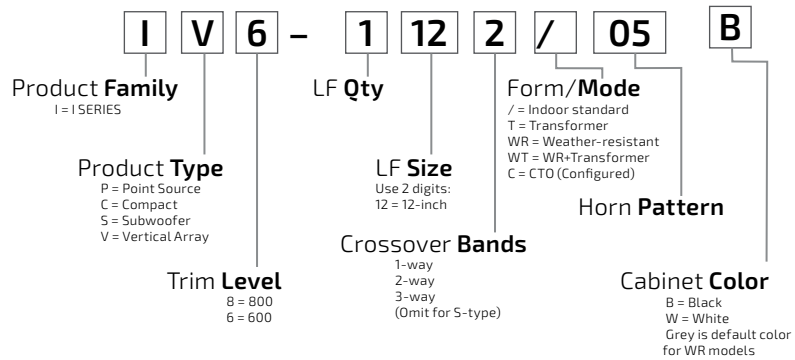 I V 6 – 1 12 2 / 05 B
Product Family
I = I SERIES
LF Qty
Form/Mode
/ = Indoor standard
T = Transformer
WR = Weather-resistant
WT = WR+Transformer
C = CTO (Configured)
Product Type
P = Point Source
C = Compact
S = Subwoofer
V = Vertical Array
LF Size
Use 2 digits:
12 = 12-inch
Horn Pattern
Crossover Bands
1-way
2-way
3-way
(Omit for S-type)
Trim Level
8 = 800
6 = 600
Cabinet Color
B = Black
W = White
Grey is default color
for WR models